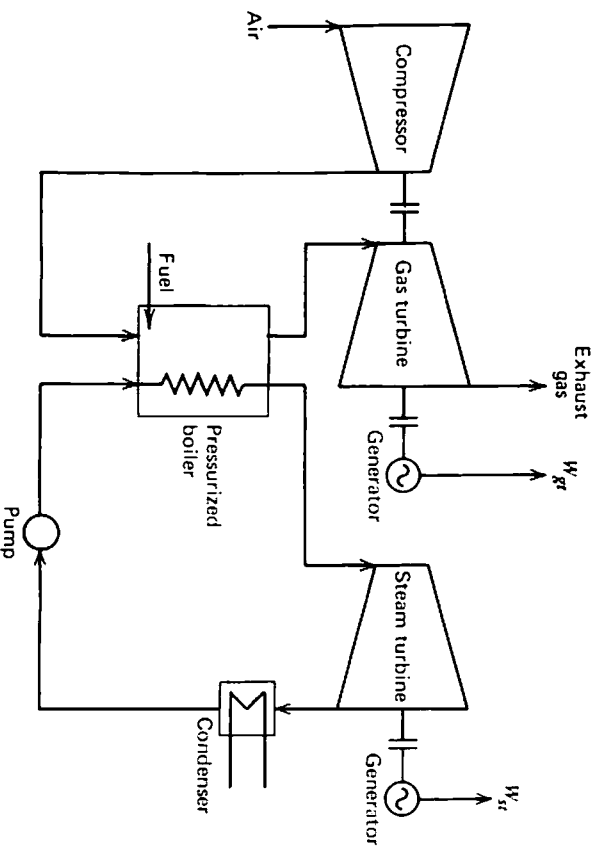 Air
Compressor
Gas turbine
Exhaust
gas
Generator
W_gt
Fuel
Pressurized
boiler
Steam turbine
Generator
W_st
Condenser
Pump